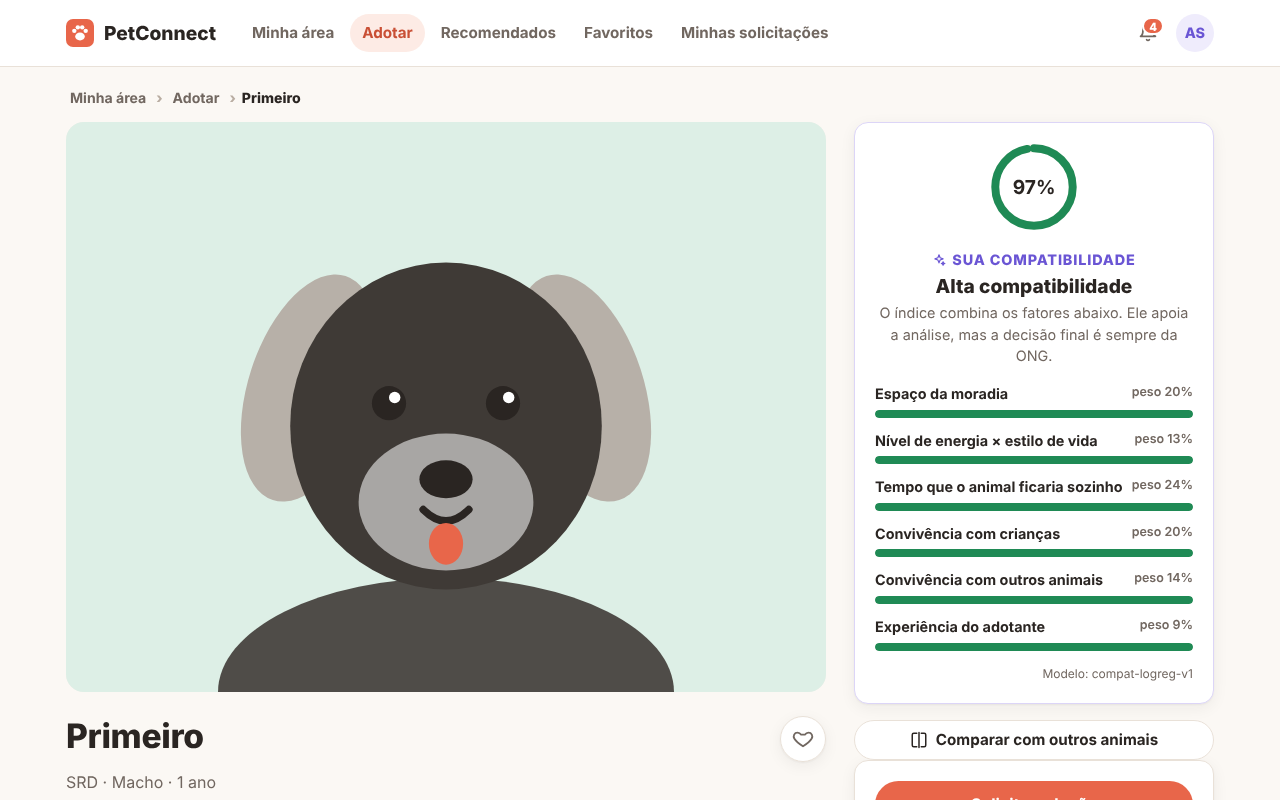 PetConnect
Minha área
Adotar
Recomendados
Favoritos
Minhas solicitações
4
AS
Minha área › Adotar › Primeiro
97%
SUA COMPATIBILIDADE
Alta compatibilidade
O índice combina os fatores abaixo. Ele apoia
a análise, mas a decisão final é sempre da
ONG.
Espaço da moradia peso 20%
Nível de energia × estilo de vida peso 13%
Tempo que o animal ficaria sozinho peso 24%
Convivência com crianças peso 20%
Convivência com outros animais peso 14%
Experiência do adotante peso 9%
Modelo: compat-logreg-v1
Primeiro
SRD · Macho · 1 ano
Comparar com outros animais